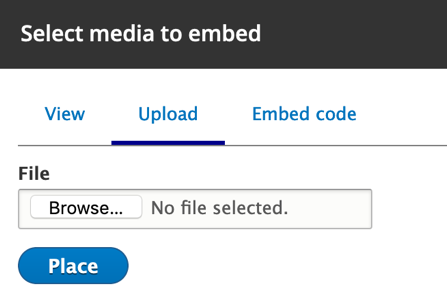 Select media to embed
View Upload Embed code
File
Browse... No file selected.
Place